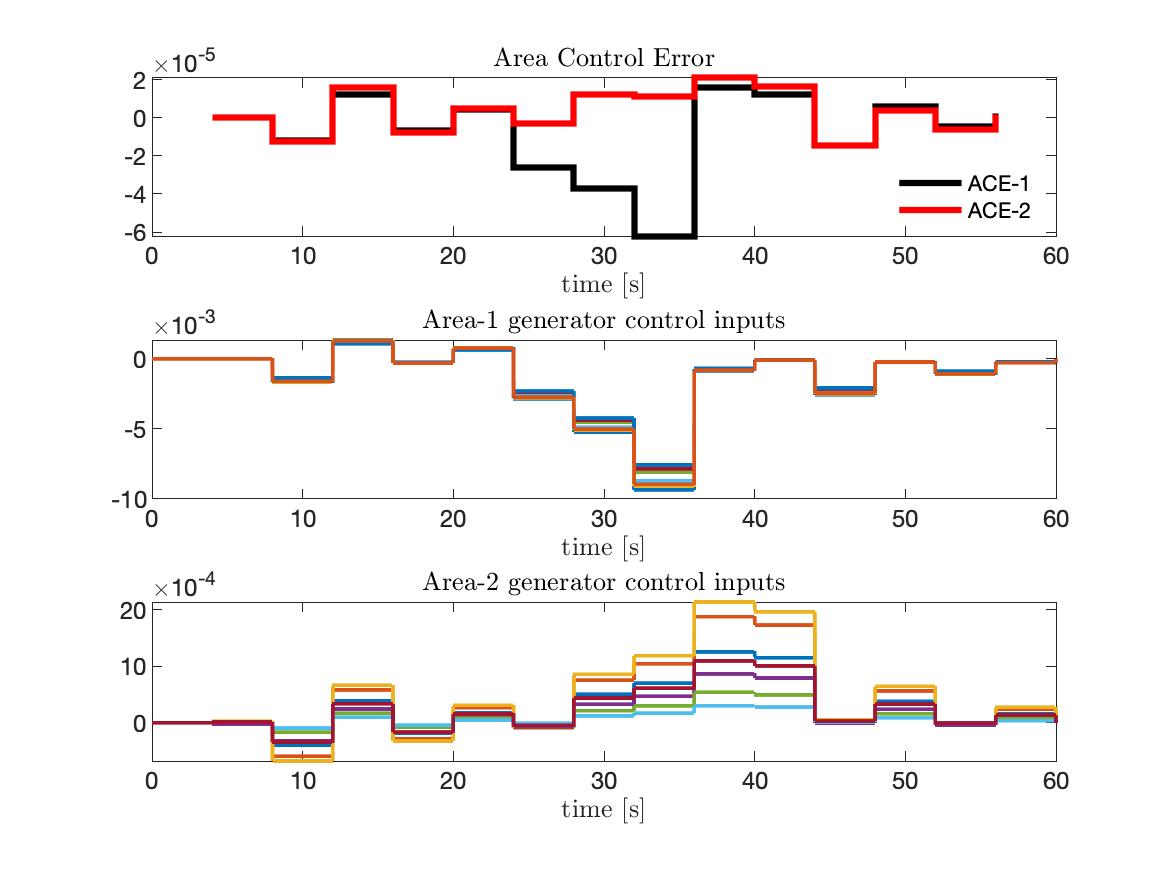 ×10-5
Area Control Error
2
0
-2
-4
-6
ACE-1
ACE-2
0 10 20 30 40 50 60
time [s]
×10-3
Area-1 generator control inputs
0
-5
-10
0 10 20 30 40 50 60
time [s]
×10-4
Area-2 generator control inputs
20
10
0
0 10 20 30 40 50 60
time [s]